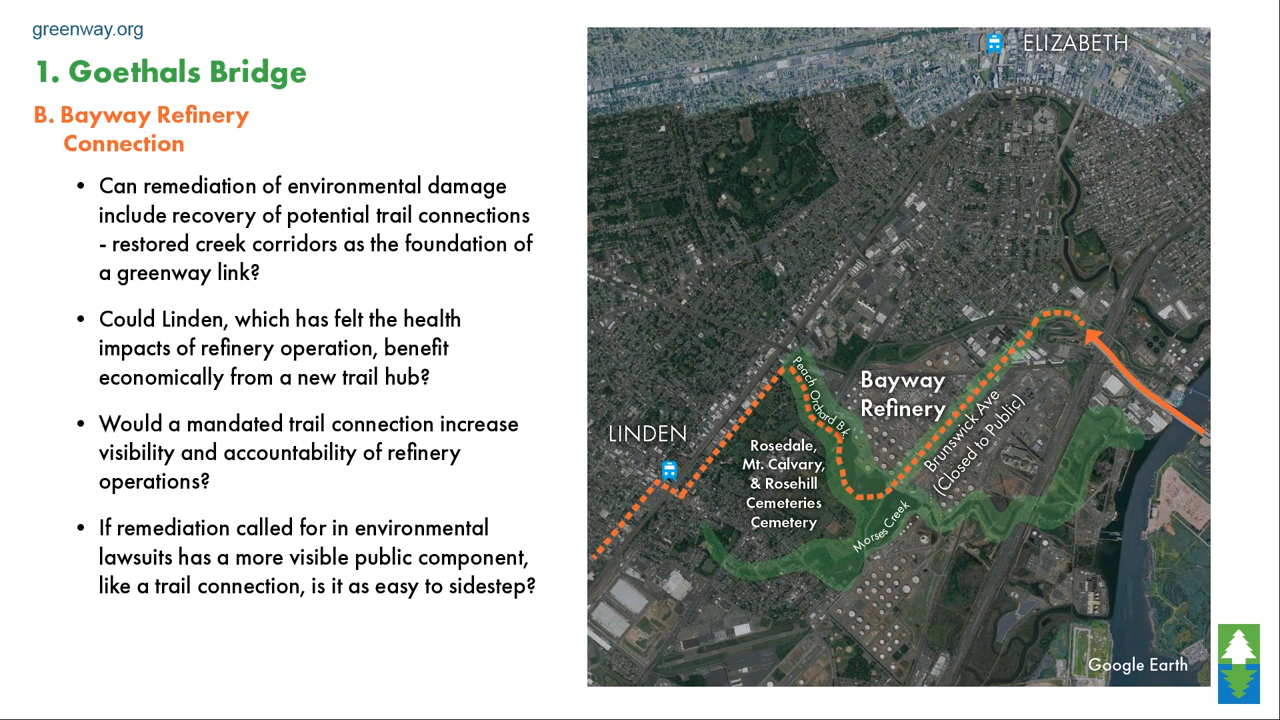 greenway.org
1. Goethals Bridge
B. Bayway Refinery
Connection
• Can remediation of environmental damage
include recovery of potential trail connections
- restored creek corridors as the foundation of
a greenway link?
• Could Linden, which has felt the health
impacts of refinery operation, benefit
economically from a new trail hub?
• Would a mandated trail connection increase
visibility and accountability of refinery
operations?
• If remediation called for in environmental
lawsuits has a more visible public component,
like a trail connection, is it as easy to sidestep?
ELIZABETH
Peach Orchard Bk.
Bayway
Refinery
Brunswick Ave
(Closed to Public)
LINDEN
Rosedale,
Mt. Calvary,
& Rosehill
Cemeteries
Cemetery
Morses Creek
Google Earth